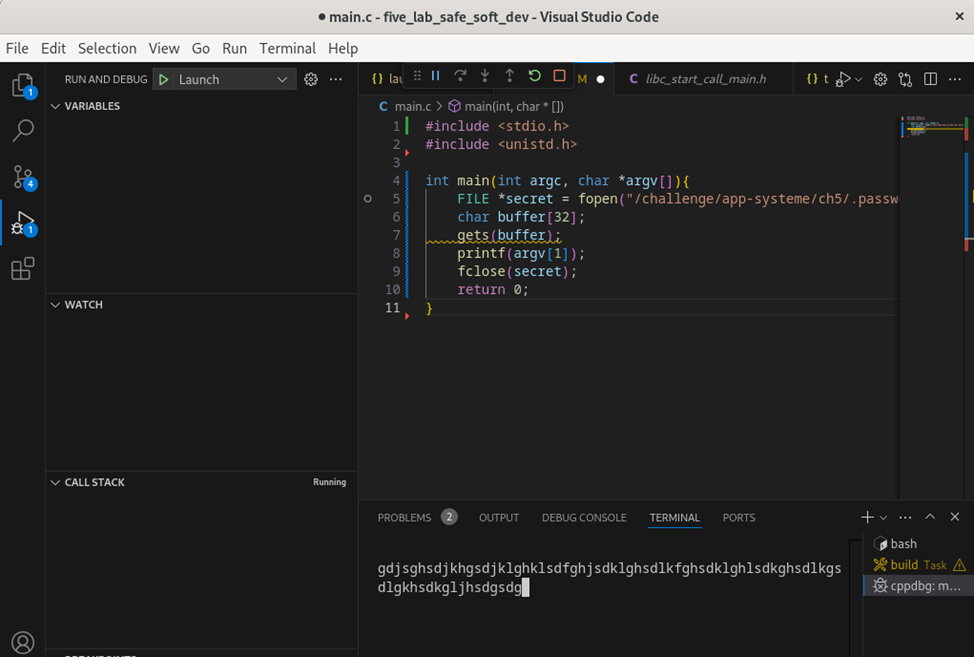 main.c - five_lab_safe_soft_dev - Visual Studio Code
File Edit Selection View Go Run Terminal Help
RUN AND DEBUG Launch
M
libc_start_call_main.h
main.c > main(int, char * [])
VARIABLES
1 #include <stdio.h>
2 #include <unistd.h>
3
4 int main(int argc, char *argv[]){
5 FILE *secret = fopen("/challenge/app-systeme/ch5/.passw
6 char buffer[32];
7 gets(buffer);
8 printf(argv[1]);
9 fclose(secret);
10 return 0;
11 }
1
4
1
WATCH
CALL STACK Running
PROBLEMS 2 OUTPUT DEBUG CONSOLE TERMINAL PORTS
gdjsghsdjkhgsdjklghklsdfghjsdklghsdlkfghsdklghlsdkghsdlkgs
dlgkhsdkgljhsdgsdg
bash
build Task
cppdbg: m...